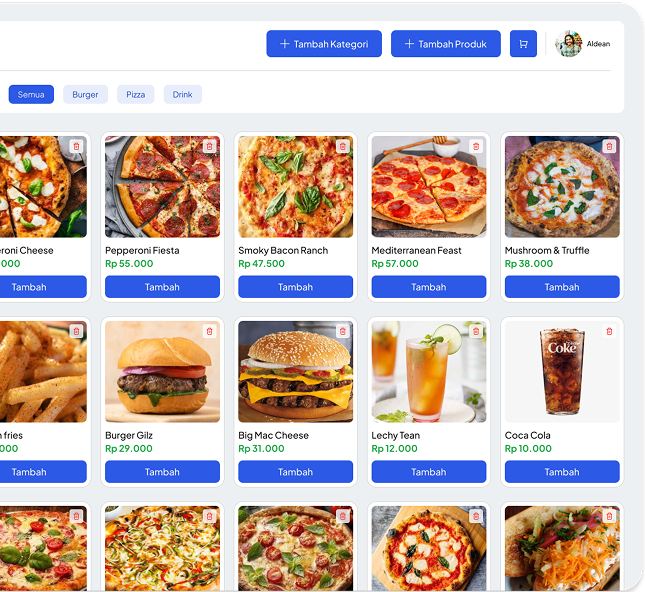 Tambah Kategori
Tambah Produk
Aldean
Semua
Burger
Pizza
Drink
roni Cheese
Pepperoni Fiesta
Smoky Bacon Ranch
Mediterranean Feast
Mushroom & Truffle
000
Rp 55.000
Rp 47.500
Rp 57.000
Rp 38.000
Tambah
Tambah
Tambah
Tambah
Tambah
Coke
fries
Burger Gilz
Big Mac Cheese
Lechy Tean
Coca Cola
000
Rp 29.000
Rp 31.000
Rp 12.000
Rp 10.000
Tambah
Tambah
Tambah
Tambah
Tambah